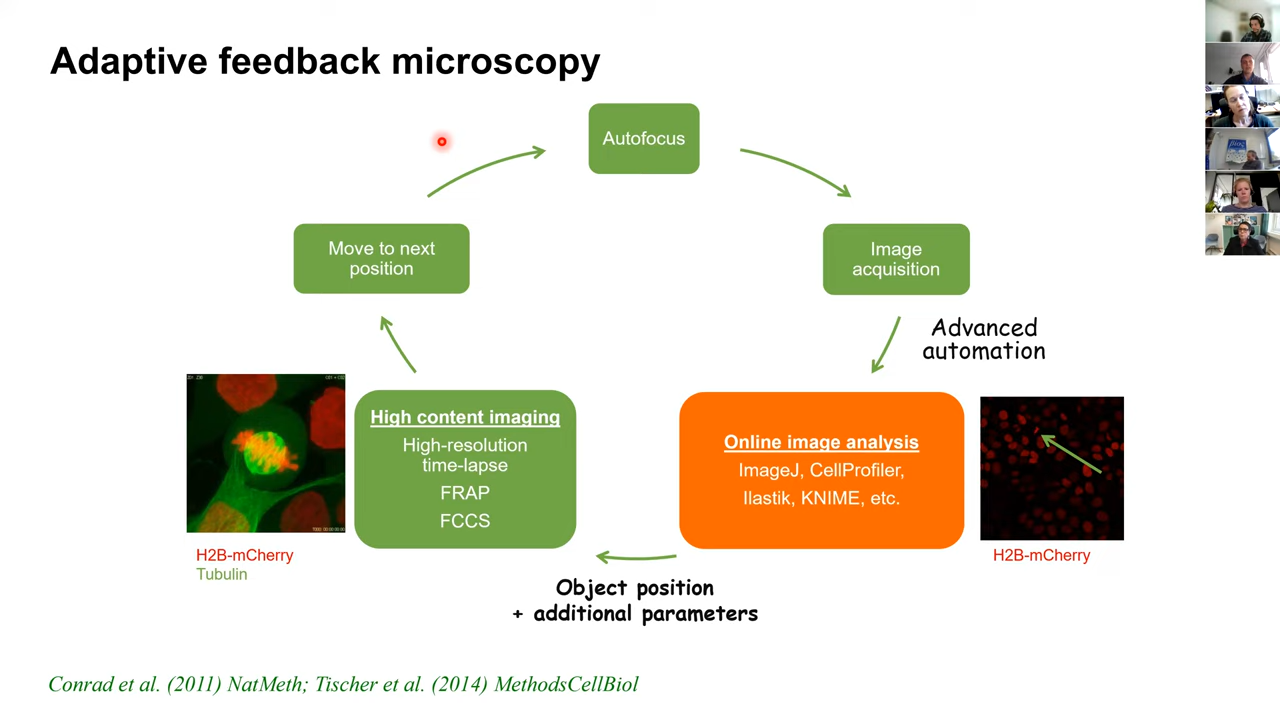 Adaptive feedback microscopy
Autofocus
Move to next
position
Image
acquisition
Advanced
automation
High content imaging
High-resolution
time-lapse
FRAP
FCCS
Online image analysis
ImageJ, CellProfiler,
Ilastik, KNIME, etc.
H2B-mCherry
Tubulin
H2B-mCherry
Object position
+ additional parameters
Conrad et al. (2011) NatMeth; Tischer et al. (2014) MethodsCellBiol